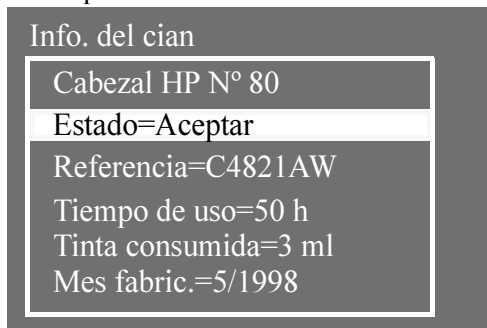 Info. del cian
Cabezal HP Nº 80
Estado=Aceptar
Referencia=C4821AW
Tiempo de uso=50 h
Tinta consumida=3 ml
Mes fabric.=5/1998